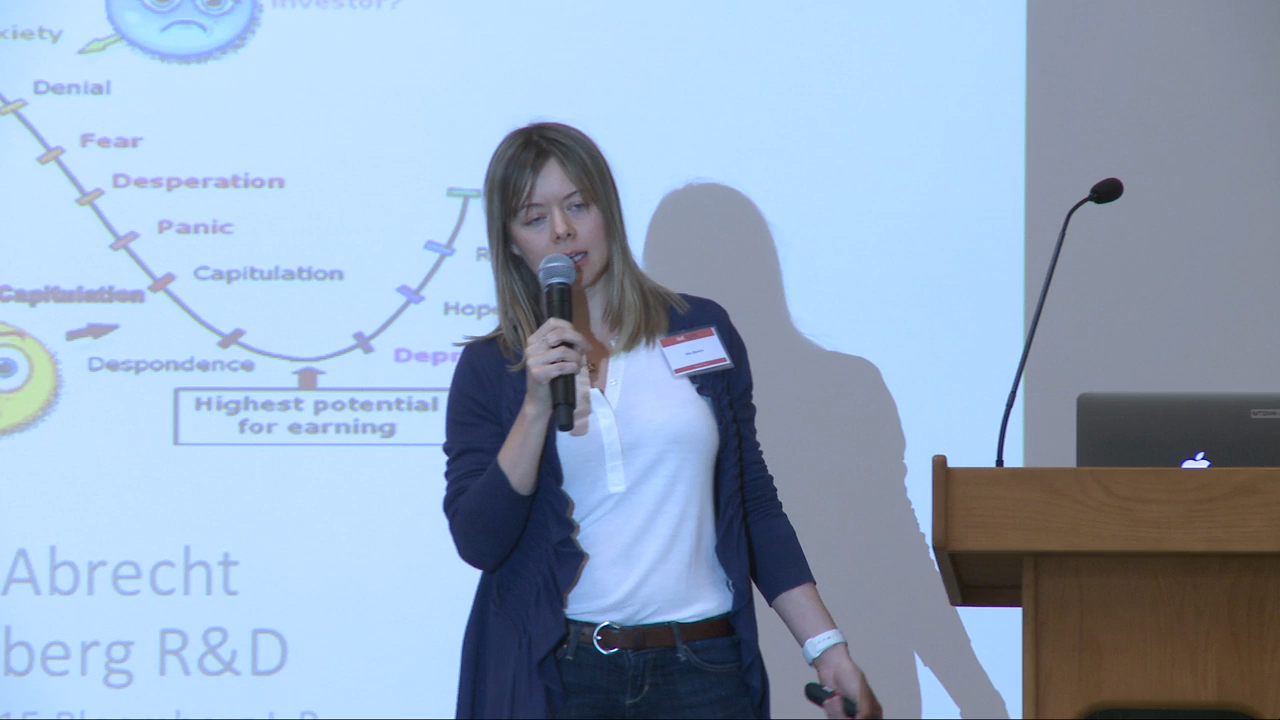 investor?
xiety
Denial
Fear
Desperation
Panic
Capitulation
Capitulation
Hope
Despondence
Depr
Highest potential
for earning
Abrecht
berg R&D